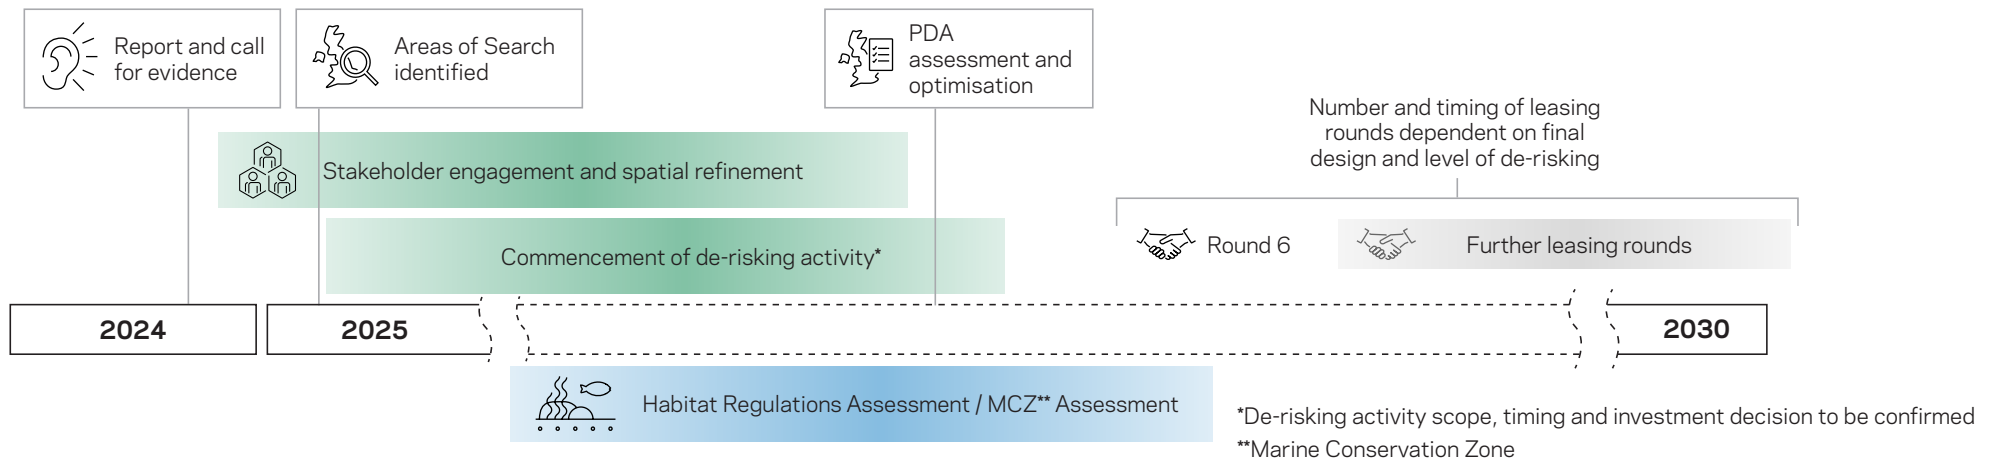 Report and call
for evidence
Areas of Search
identified
PDA
assessment and
optimisation
Number and timing of leasing
rounds dependent on final
design and level of de-risking
Stakeholder engagement and spatial refinement
Commencement of de-risking activity*
Round 6
Further leasing rounds
2024
2025
2030
Habitat Regulations Assessment / MCZ** Assessment
*De-risking activity scope, timing and investment decision to be confirmed
**Marine Conservation Zone